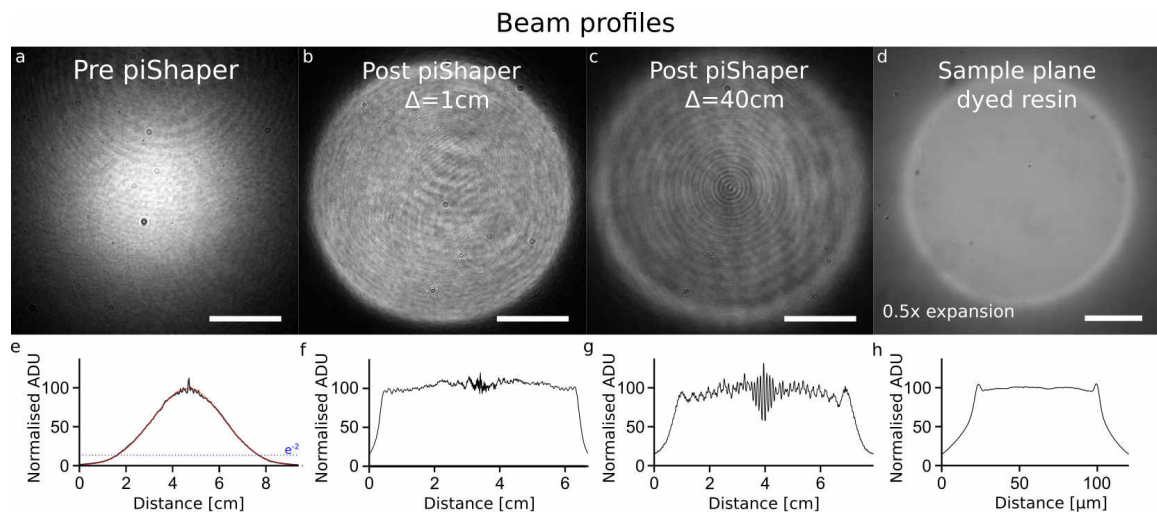 Beam profiles
a
Pre piShaper
b
Post piShaper
Δ=1cm
c
Post piShaper
Δ=40cm
d
Sample plane
dyed resin
0.5x expansion
e
Normalised ADU
100
50
0
e-2
0 2 4 6 8
Distance [cm]
f
Normalised ADU
100
50
0
0 2 4 6
Distance [cm]
g
Normalised ADU
100
50
0
0 2 4 6
Distance [cm]
h
Normalised ADU
100
50
0
0 50 100
Distance [μm]